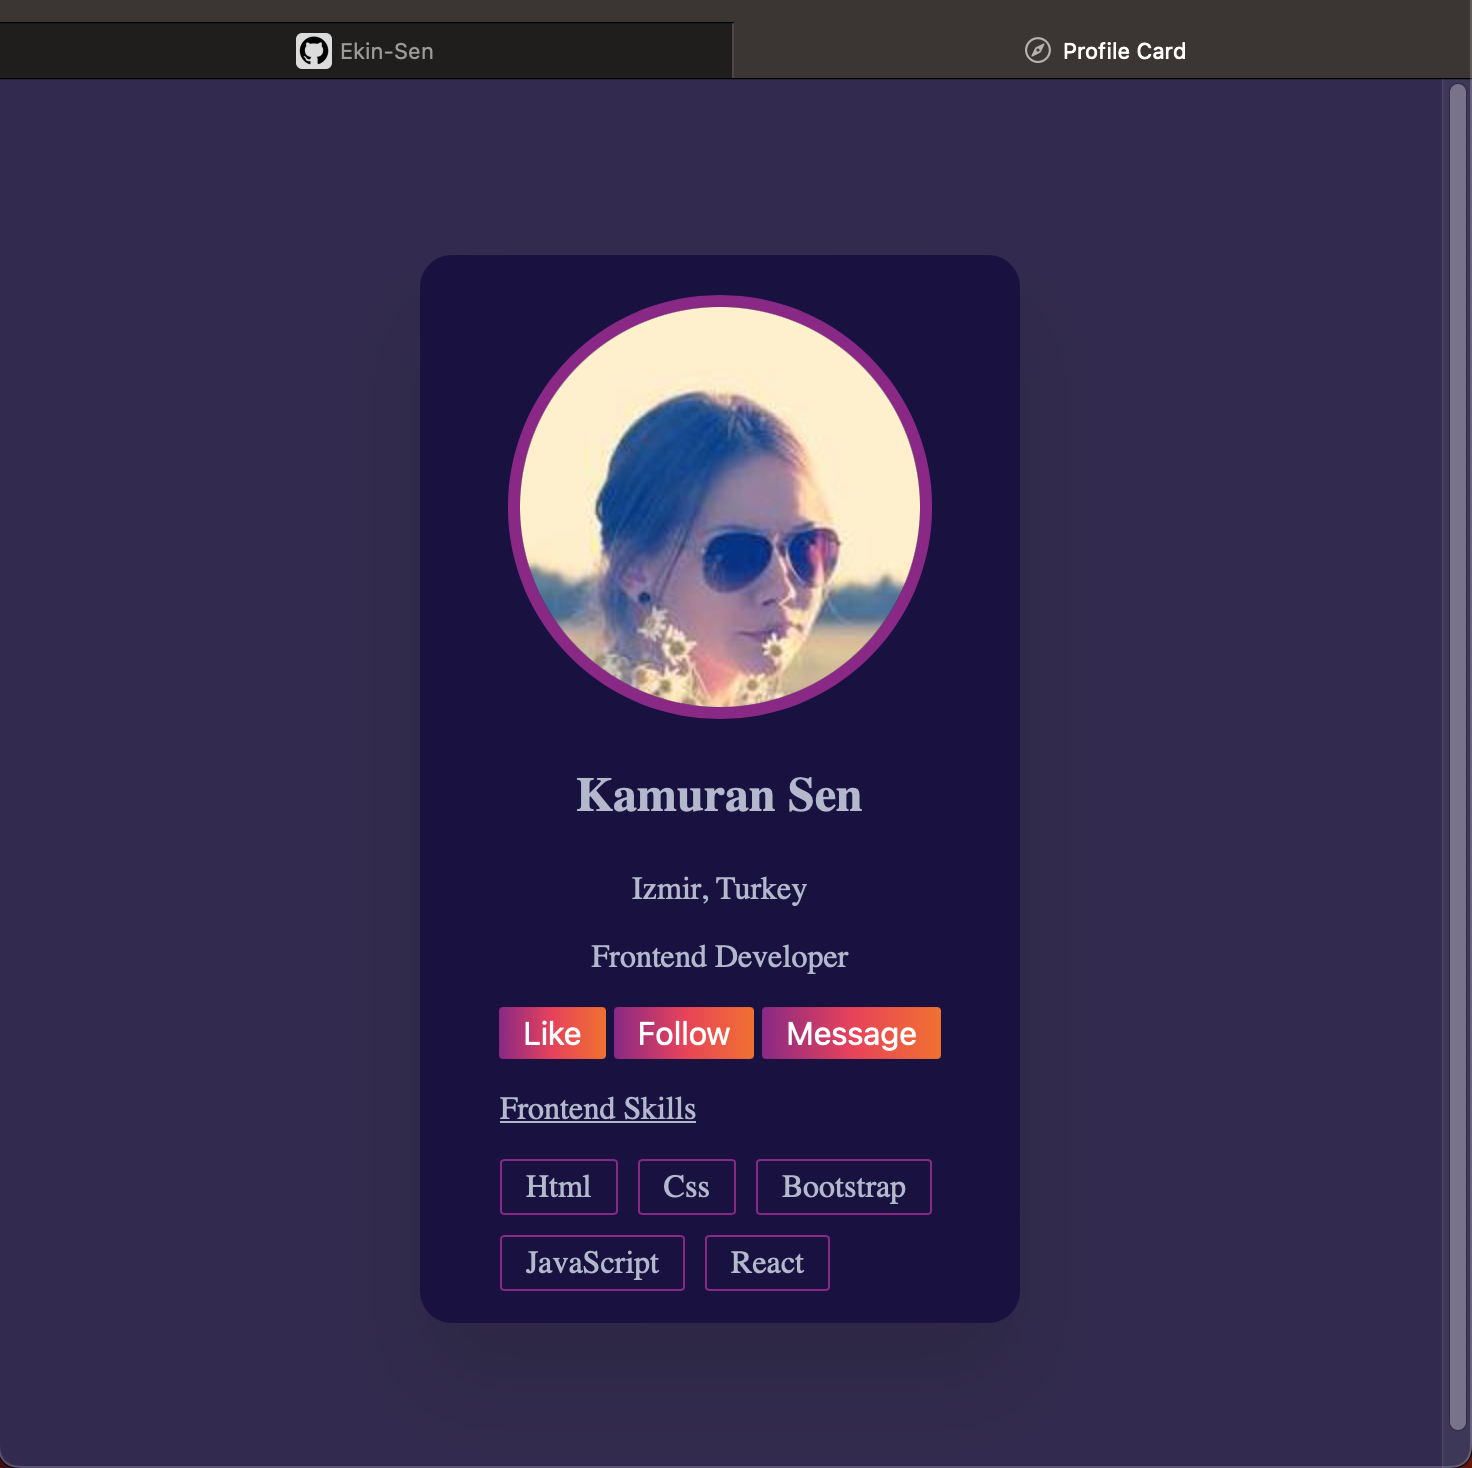 Ekin-Sen
Profile Card
Kamuran Sen
Izmir, Turkey
Frontend Developer
Like Follow Message
Frontend Skills
Html Css Bootstrap
JavaScript React